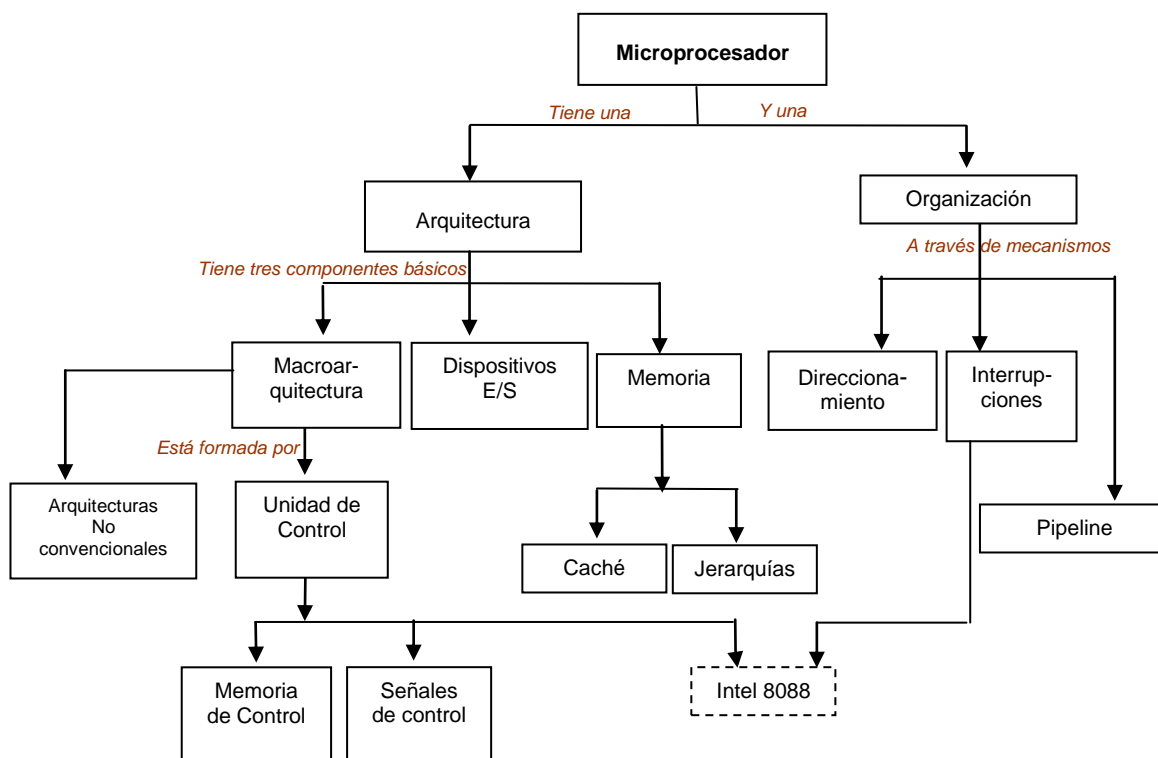 Microprocesador
Tiene una
Y una
Arquitectura
Organización
Tiene tres componentes básicos
A través de mecanismos
Macroar-
quitectura
Dispositivos
E/S
Memoria
Direcciona-
miento
Interrup-
ciones
Está formada por
Arquitecturas
No
convencionales
Unidad de
Control
Caché
Jerarquías
Pipeline
Memoria
de Control
Señales
de control
Intel 8088